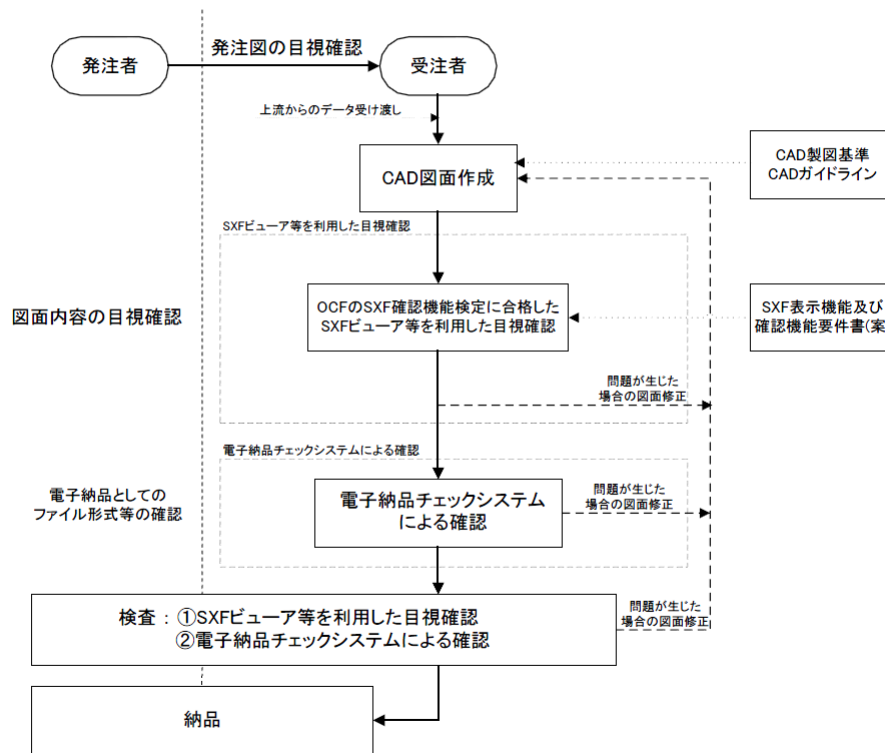 発注図の目視確認
発注者
受注者
上流からのデータ受け渡し
CAD図面作成
CAD製図基準
CADガイドライン
SXFビューア等を利用した目視確認
OCFのSXF確認機能検定に合格した
SXFビューア等を利用した目視確認
SXF表示機能及び
確認機能要件書(案
図面内容の目視確認
問題が生じた
場合の図面修正
電子納品チェックシステムによる確認
電子納品としての
ファイル形式等の確認
電子納品チェックシステム
による確認
問題が生じた
場合の図面修正
検査：①SXFビューア等を利用した目視確認
②電子納品チェックシステムによる確認
問題が生じた
場合の図面修正
納品